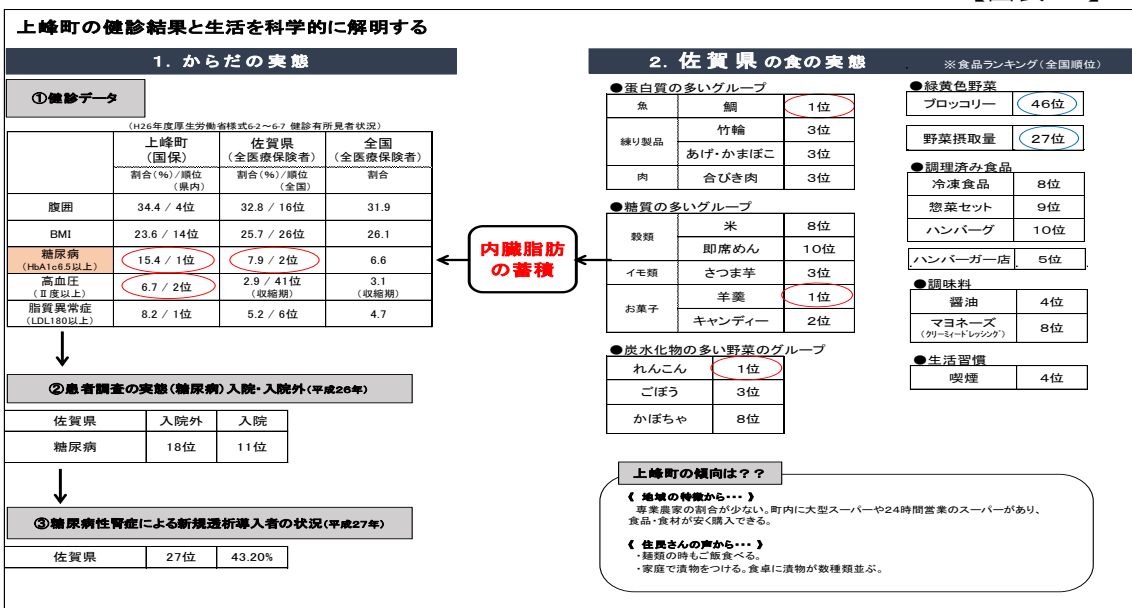 上峰町の健診結果と生活を科学的に解明する
1. からだの実態
①健診データ
(H26年度厚生労働省様式6-2～6-7 健診有所見者状況)
上峰町 佐賀県 全国
(国保) (全医療保険者) (全医療保険者)
割合(%)/順位 割合(%)/順位 割合
(県内) (全国)
腹囲 34.4 / 4位 32.8 / 16位 31.9
BMI 23.6 / 14位 25.7 / 26位 26.1
糖尿病
(HbA1c6.5以上) 15.4 / 1位 7.9 / 2位 6.6
高血圧
(Ⅱ度以上) 6.7 / 2位 2.9 / 41位 3.1
(収縮期) (収縮期)
脂質異常症
(LDL180以上) 8.2 / 1位 5.2 / 6位 4.7
②患者調査の実態(糖尿病)入院・入院外(平成26年)
佐賀県 入院外 入院
糖尿病 18位 11位
③糖尿病性腎症による新規透析導入者の状況(平成27年)
佐賀県 27位 43.20%
内臓脂肪
の蓄積
2. 佐賀県の食の実態 ※食品ランキング(全国順位)
●蛋白質の多いグループ
魚 鯛 1位
練り製品 竹輪 3位
あげ・かまぼこ 3位
肉 合びき肉 3位
●糖質の多いグループ
穀類 米 8位
即席めん 10位
イモ類 さつま芋 3位
お菓子 羊羹 1位
キャンディー 2位
●炭水化物の多い野菜のグループ
れんこん 1位
ごぼう 3位
かぼちゃ 8位
●緑黄色野菜
ブロッコリー 46位
野菜摂取量 27位
●調理済み食品
冷凍食品 8位
惣菜セット 9位
ハンバーグ 10位
ハンバーガー店 5位
●調味料
醤油 4位
マヨネーズ 8位
(クリーミィードレッシング)
●生活習慣
喫煙 4位
上峰町の傾向は？？
《 地域の特徴から・・・ 》
専業農家の割合が少ない。町内に大型スーパーや24時間営業のスーパーがあり、
食品・食材が安く購入できる。
《 住民さんの声から・・・ 》
・麺類の時もご飯食べる。
・家庭で漬物をつける。食卓に漬物が数種類並ぶ。